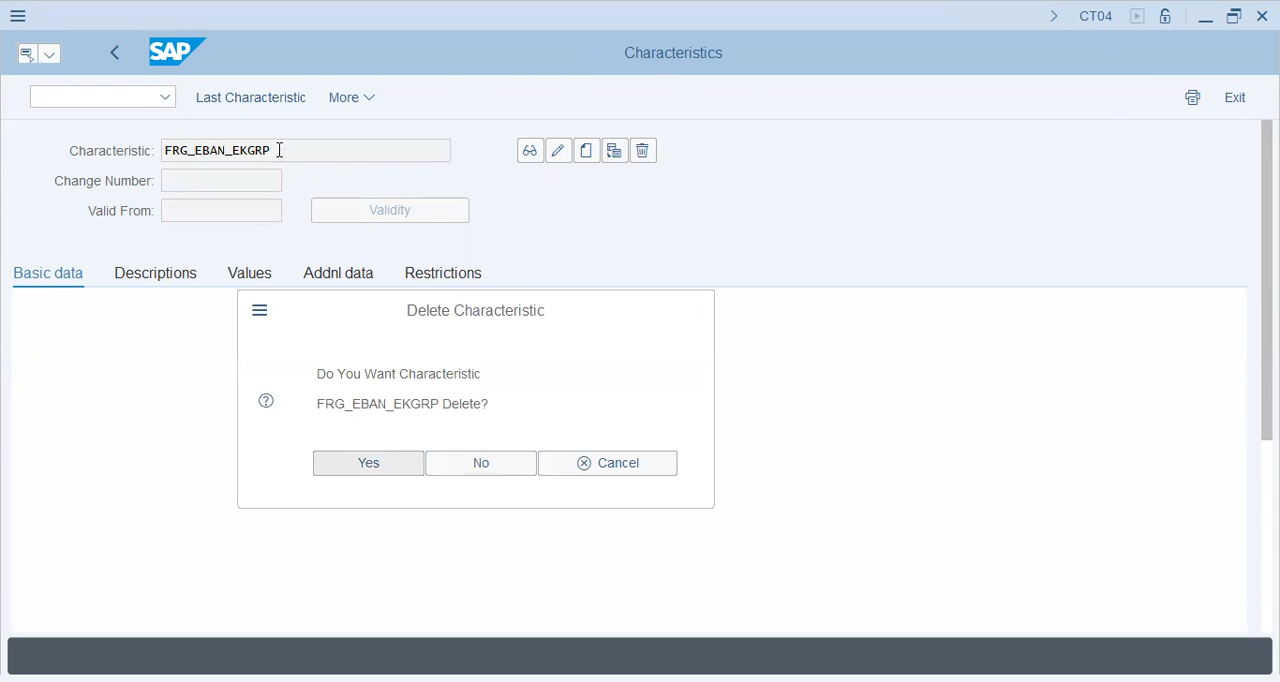 CT04
SAP
Characteristics
Last Characteristic
More
Exit
Characteristic:
FRG_EBAN_EKGRP
Change Number:
Valid From:
Validity
Basic data
Descriptions
Values
Addnl data
Restrictions
Delete Characteristic
Do You Want Characteristic
FRG_EBAN_EKGRP Delete?
Yes
No
Cancel